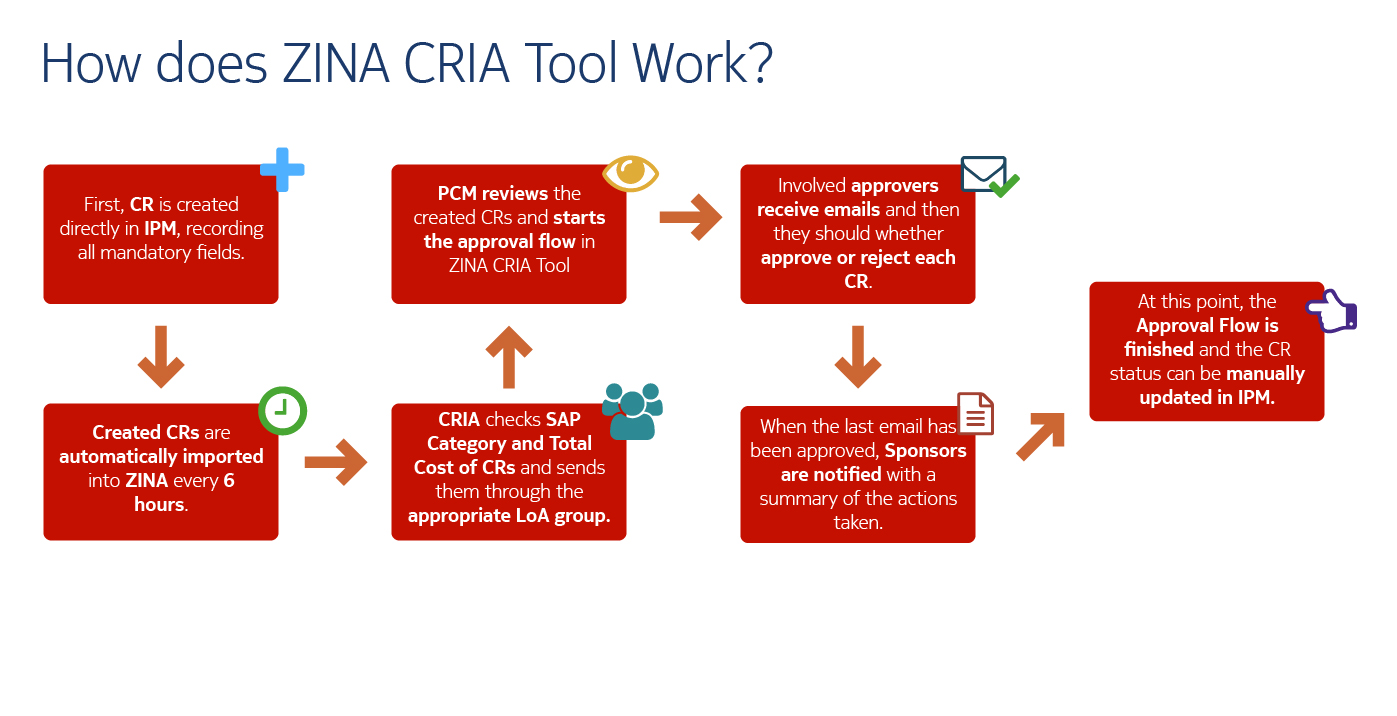 How does ZINA CRIA Tool Work?
First, CR is created
directly in IPM, recording
all mandatory fields.
Created CRs are
automatically imported
into ZINA every 6
hours.
CRIA checks SAP
Category and Total
Cost of CRs and sends
them through the
appropriate LoA group.
PCM reviews the
created CRs and starts
the approval flow in
ZINA CRIA Tool
Involved approvers
receive emails and then
they should whether
approve or reject each
CR.
When the last email has
been approved, Sponsors
are notified with a
summary of the actions
taken.
At this point, the
Approval Flow is
finished and the CR
status can be manually
updated in IPM.